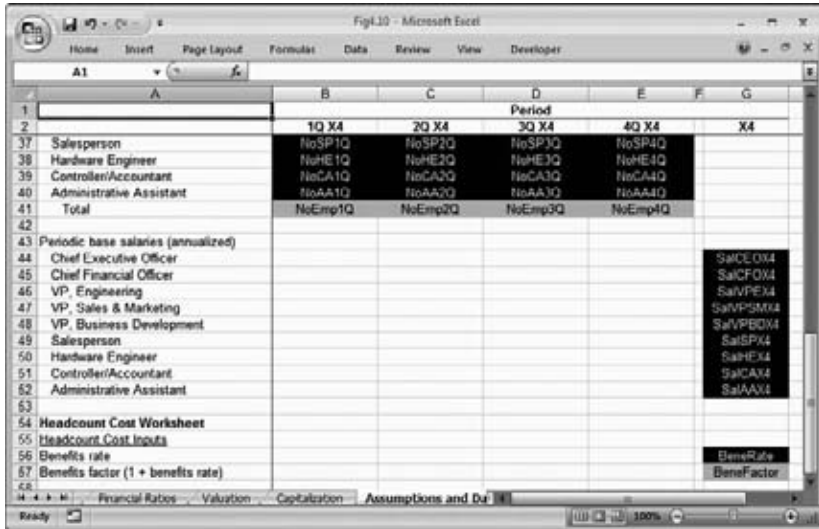 Fig4.10 - Microsoft Excel
Home Insert Page Layout Formulas Data Review View Developer
A1 fx
A B C D E F G
1 Period
2 1Q X4 2Q X4 3Q X4 4Q X4 X4
37 Salesperson NoSP1Q NoSP2Q NoSP3Q NoSP4Q
38 Hardware Engineer NoHE1Q NoHE2Q NoHE3Q NoHE4Q
39 Controller/Accountant NoCA1Q NoCA2Q NoCA3Q NoCA4Q
40 Administrative Assistant NoAA1Q NoAA2Q NoAA3Q NoAA4Q
41 Total NoEmp1Q NoEmp2Q NoEmp3Q NoEmp4Q
42
43 Periodic base salaries (annualized)
44 Chief Executive Officer SalCEOX4
45 Chief Financial Officer SalCFOX4
46 VP, Engineering SalVPEX4
47 VP, Sales & Marketing SalVPSMX4
48 VP, Business Development SalVPBDX4
49 Salesperson SalSPX4
50 Hardware Engineer SalHEX4
51 Controller/Accountant SalCAX4
52 Administrative Assistant SalAAX4
53
54 Headcount Cost Worksheet
55 Headcount Cost Inputs
56 Benefits rate BeneRate
57 Benefits factor (1 + benefits rate) BeneFactor
58
Financial Ratios Valuation Capitalization Assumptions and Da
Ready 100%